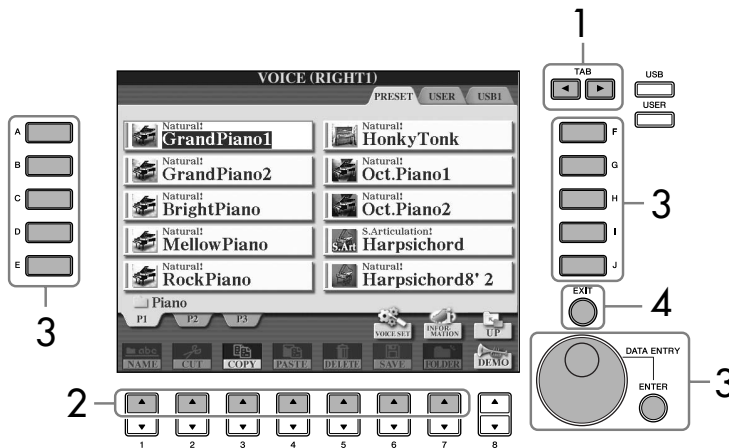 1
TAB
USB
USER
VOICE (RIGHT1)
PRESET USER USB1
Natural!
GrandPiano1
Natural!
HonkyTonk
Natural!
GrandPiano2
Natural!
Oct.Piano1
Natural!
BrightPiano
Natural!
Oct.Piano2
Natural!
MellowPiano
S.Art
S.Articulation!
Harpsichord
Natural!
RockPiano
Natural!
Harpsichord8' 2
Piano
P1 P2 P3
VOICE SET
INFOR-
MATION
UP
abc
NAME CUT COPY PASTE DELETE SAVE FOLDER DEMO
A
B
C
D
E
3
F
G
H
I
J
3
EXIT
4
DATA ENTRY
ENTER
3
2
1 2 3 4 5 6 7 8